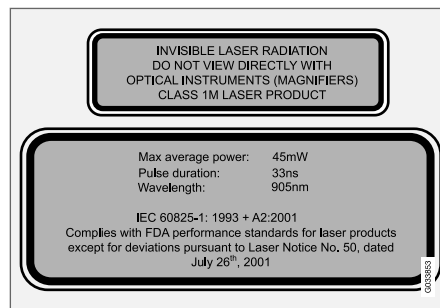 INVISIBLE LASER RADIATION
DO NOT VIEW DIRECTLY WITH
OPTICAL INSTRUMENTS (MAGNIFIERS)
CLASS 1M LASER PRODUCT
Max average power: 45mW
Pulse duration: 33ns
Wavelength: 905nm
IEC 60825-1: 1993 + A2:2001
Complies with FDA performance standards for laser products
except for deviations pursuant to Laser Notice No. 50, dated
July 26th, 2001
G033853